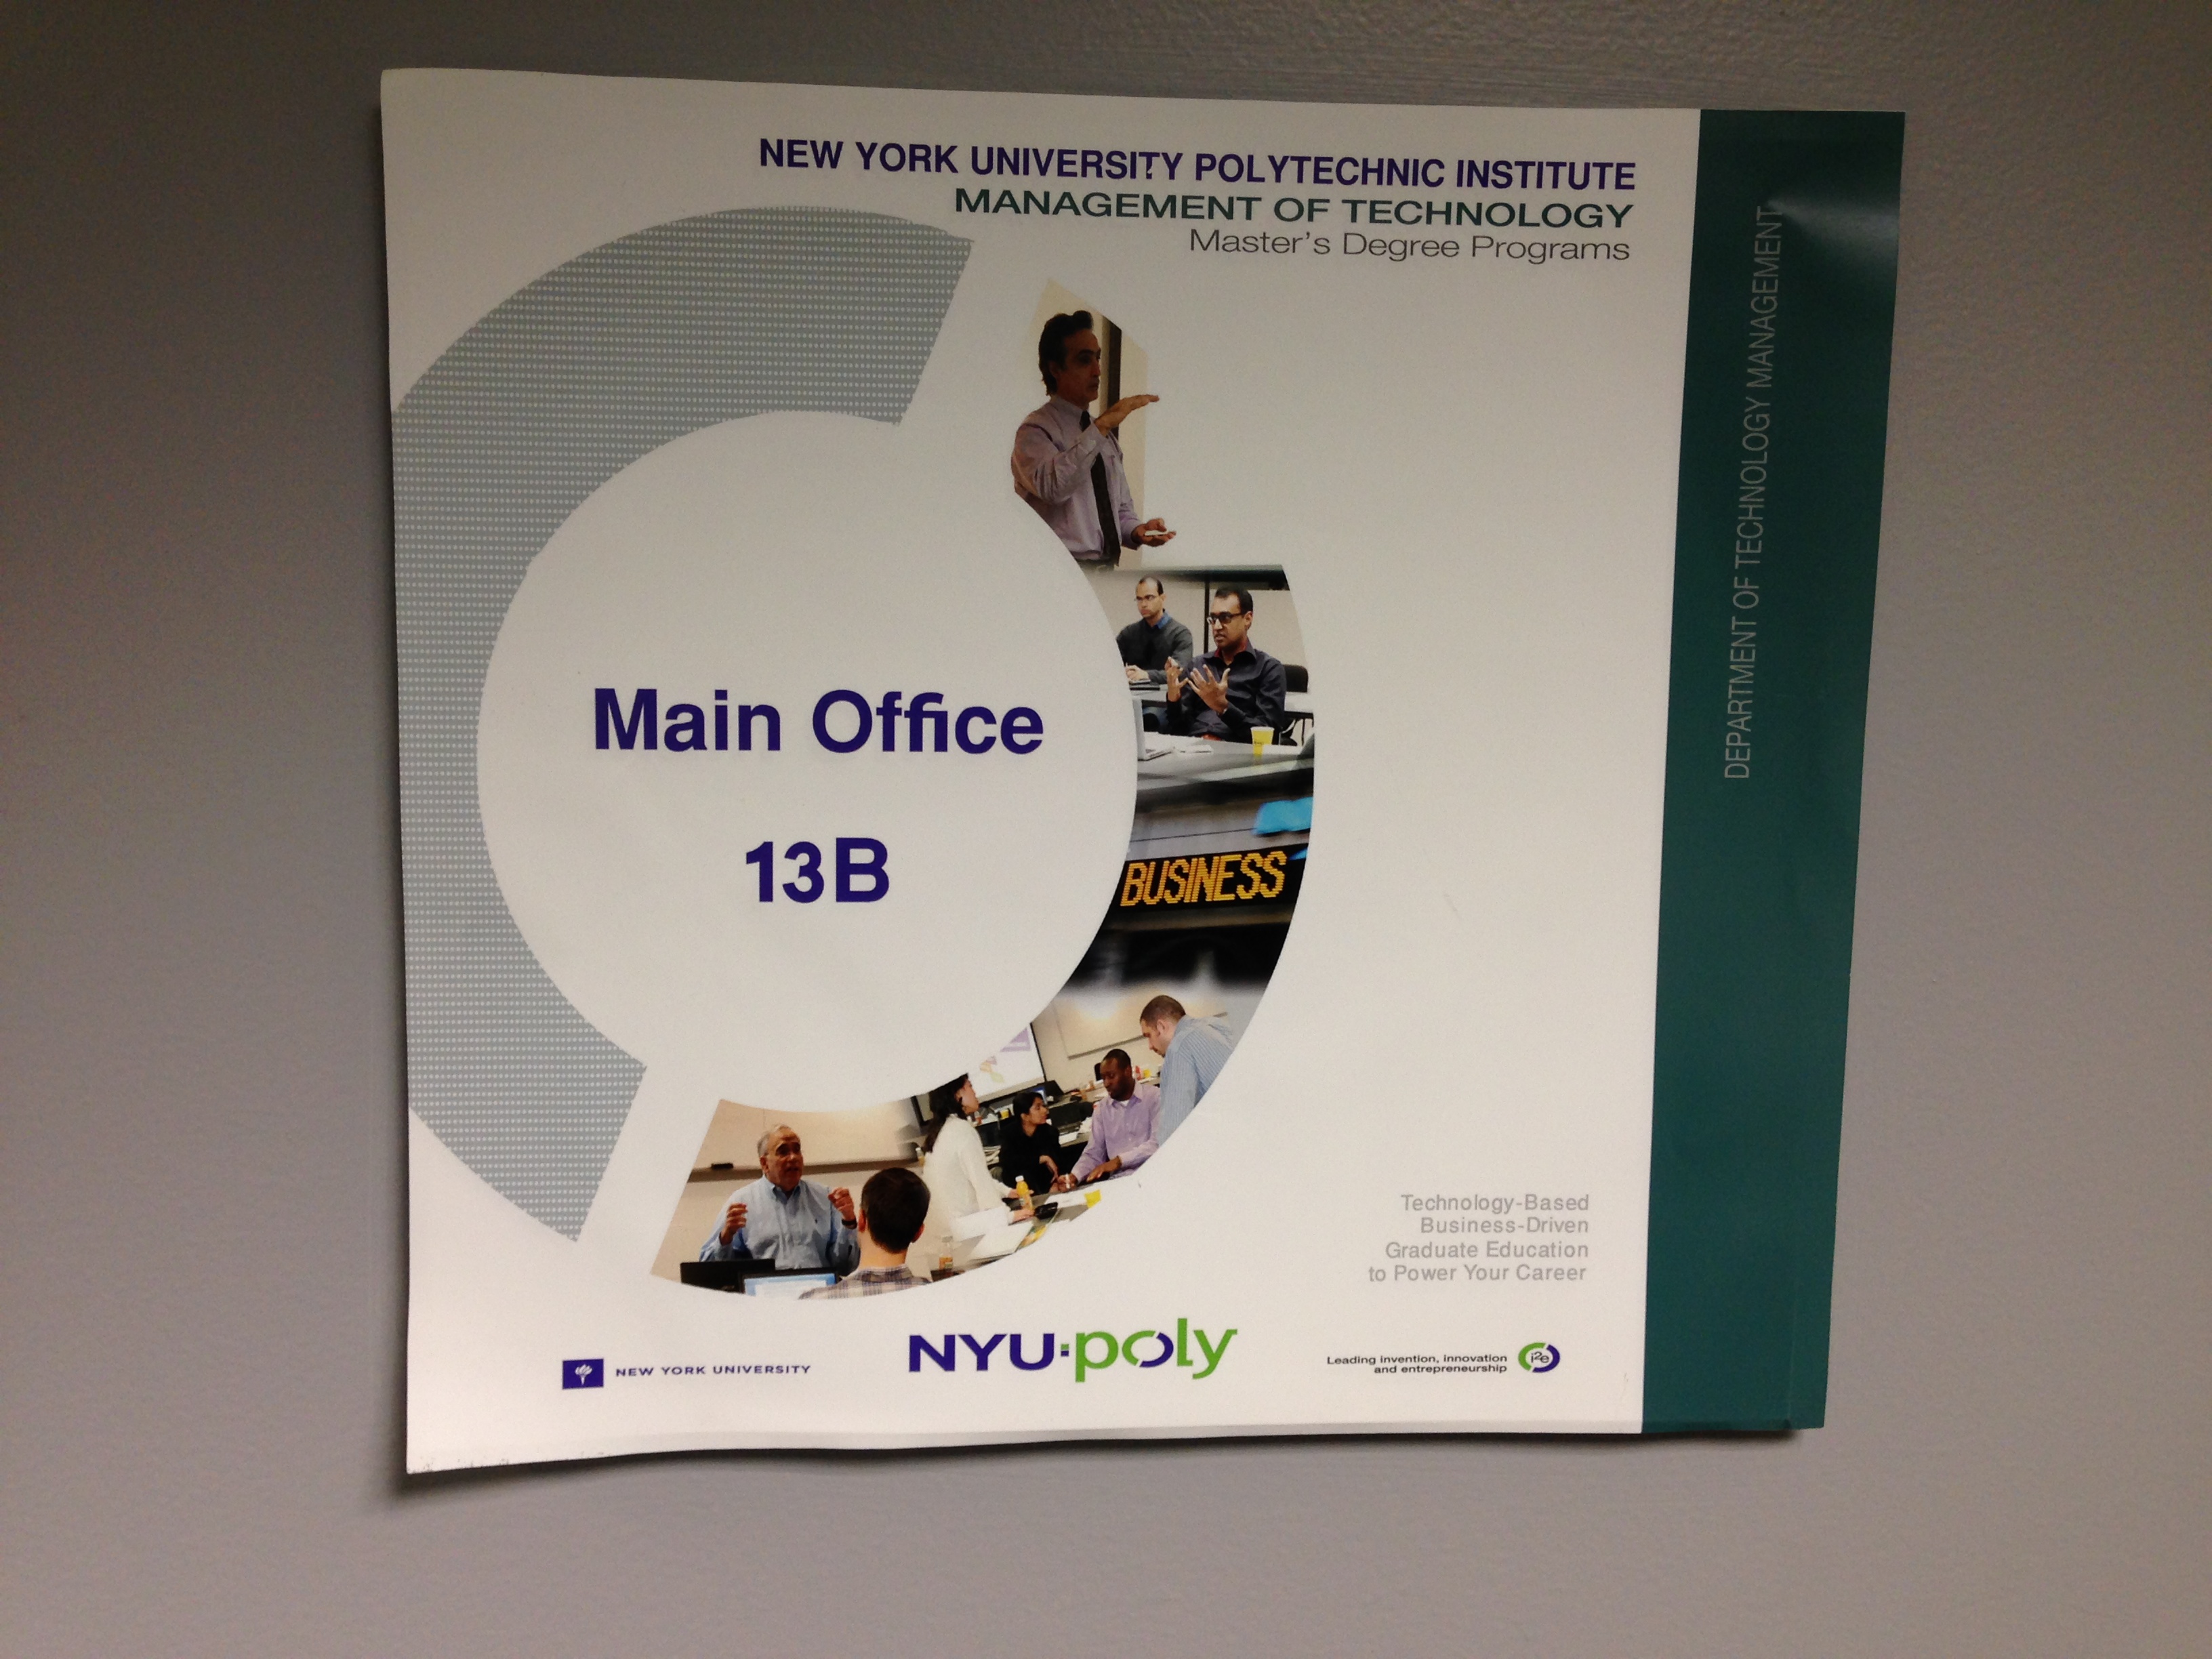 NEW YORK UNIVERSITY POLYTECHNIC INSTITUTE
MANAGEMENT OF TECHNOLOGY
Master's Degree Programs
DEPARTMENT OF TECHNOLOGY MANAGEMENT
Main Office
13B
BUSINESS
Technology-Based
Business-Driven
Graduate Education
to Power Your Career
NEW YORK UNIVERSITY
NYU:poly
Leading invention, innovation
and entrepreneurship
i2e